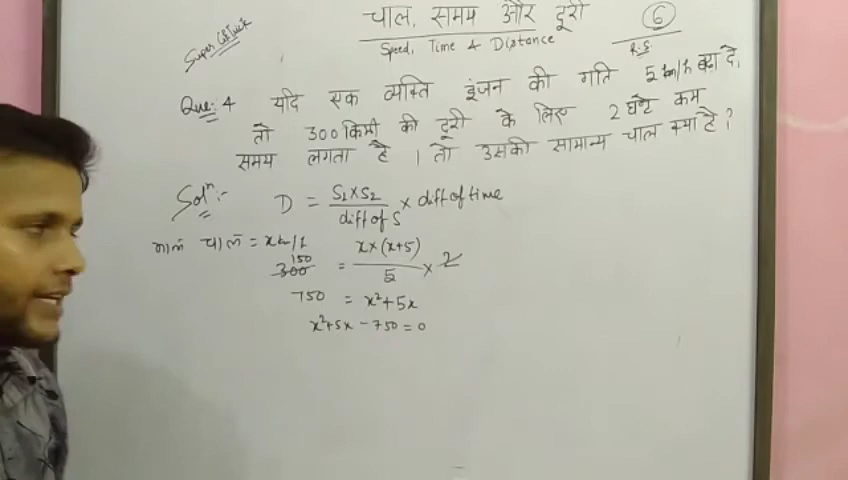 चाल, समय और दूरी
6
Speed, Time & Distance
R.S.
Que: 4 यदि एक व्यक्ति इंजन की गति 5 km/h बढ़ा दे,
तो 300 किमी की दूरी के लिए 2 घण्टे कम
समय लगता है । तो उसकी सामान्य चाल क्या है ?
Solⁿ:- D = S₁×S₂/diff of S × diff of time
माना चाल = x km/h
150
300 = x×(x+5)/5 × 2
750 = x²+5x
x²+5x-750=0